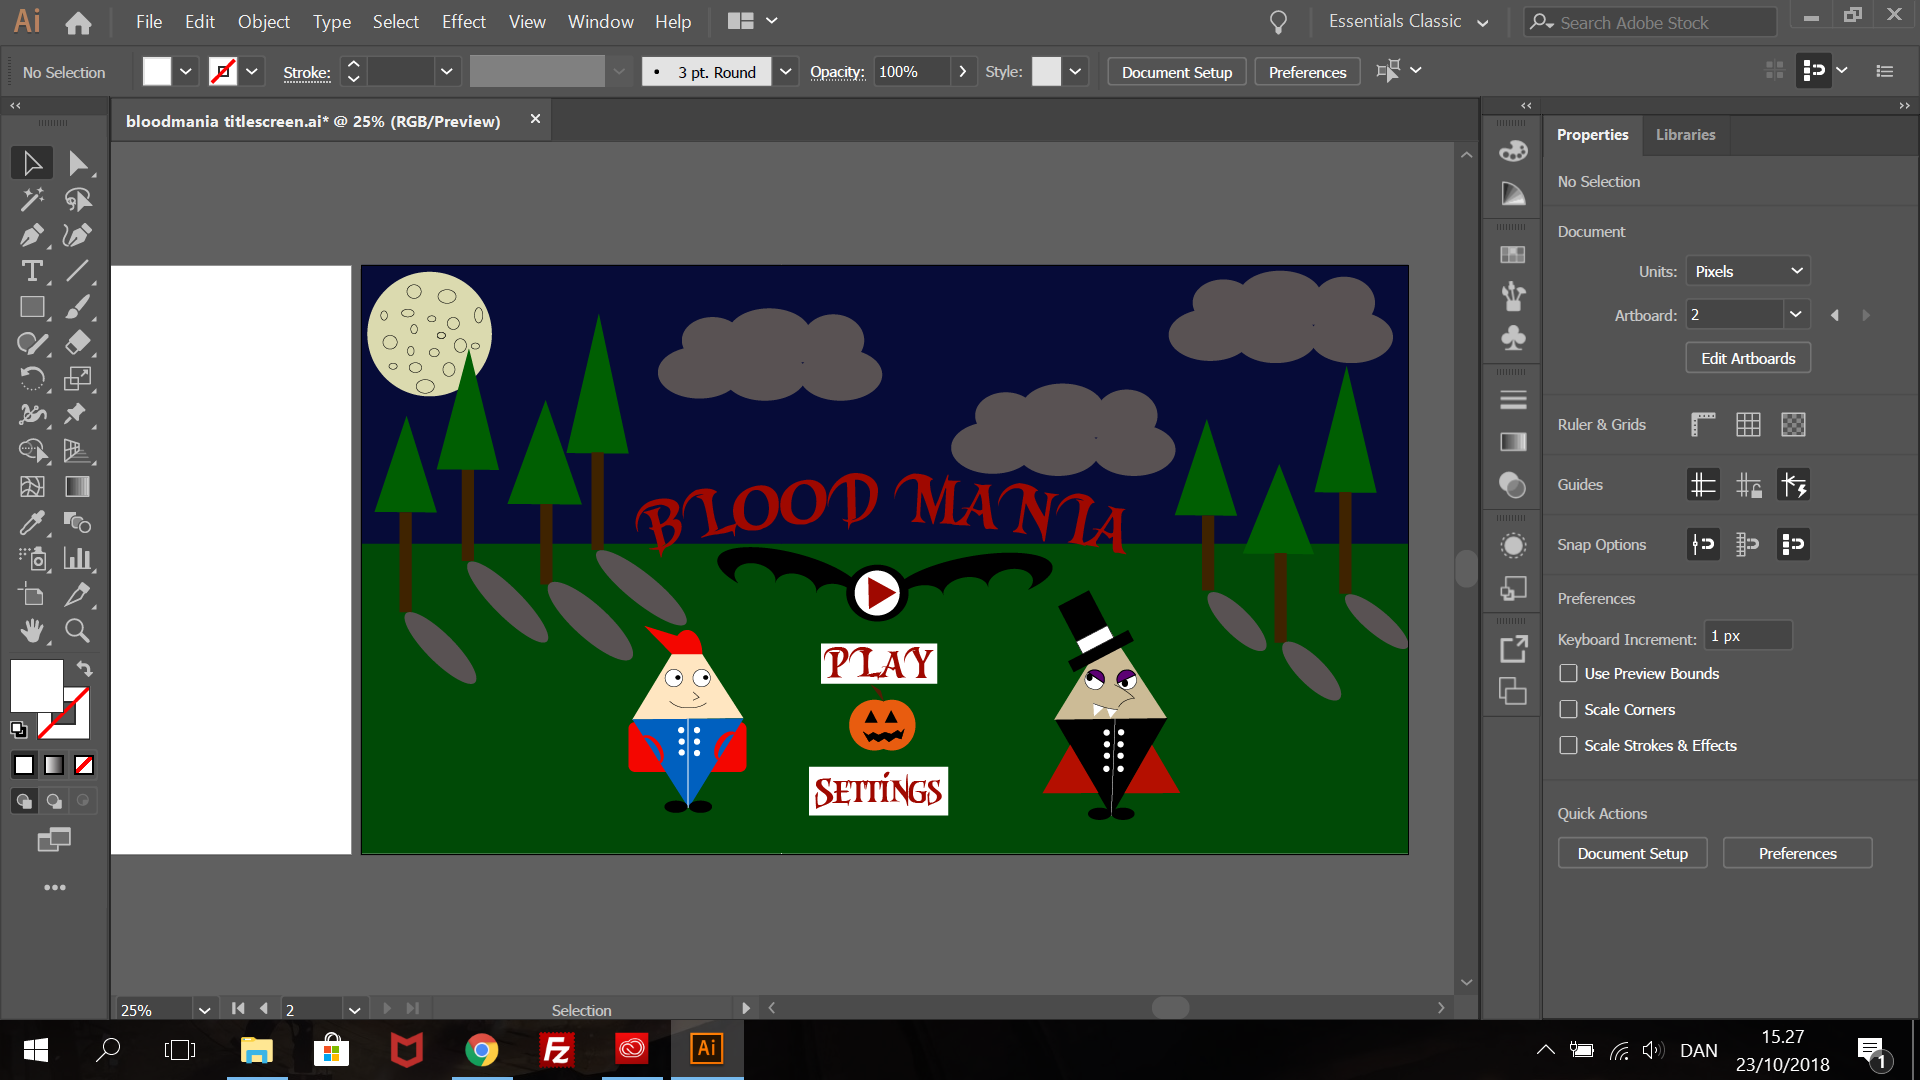 Ai File Edit Object Type Select Effect View Window Help Essentials Classic Search Adobe Stock
No Selection Stroke: 3 pt. Round Opacity: 100% Style: Document Setup Preferences
bloodmania titlescreen.ai* @ 25% (RGB/Preview)
Properties Libraries
No Selection
Document
Units: Pixels
Artboard: 2
Edit Artboards
Ruler & Grids
Guides
Snap Options
Preferences
Keyboard Increment: 1 px
Use Preview Bounds
Scale Corners
Scale Strokes & Effects
Quick Actions
Document Setup Preferences
BLOOD MANIA
PLAY
SETTINGS
25% 2 Selection
Fz Ai DAN 15.27
23/10/2018
1